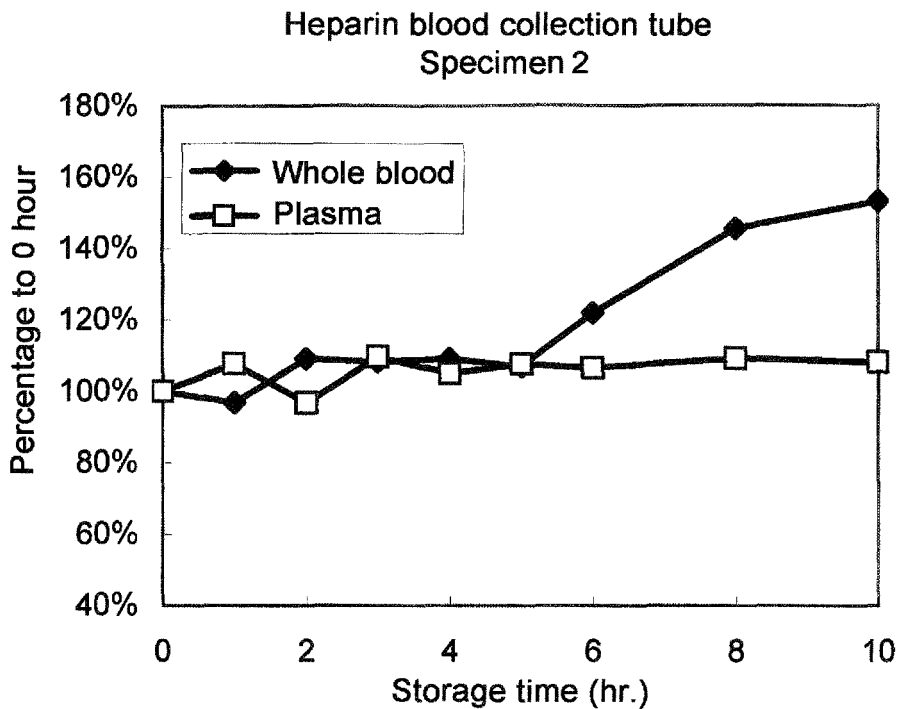 Heparin blood collection tube
Specimen 2
180%
160%
140%
120%
100%
80%
60%
40%
Percentage to 0 hour
Whole blood
Plasma
0 2 4 6 8 10
Storage time (hr.)